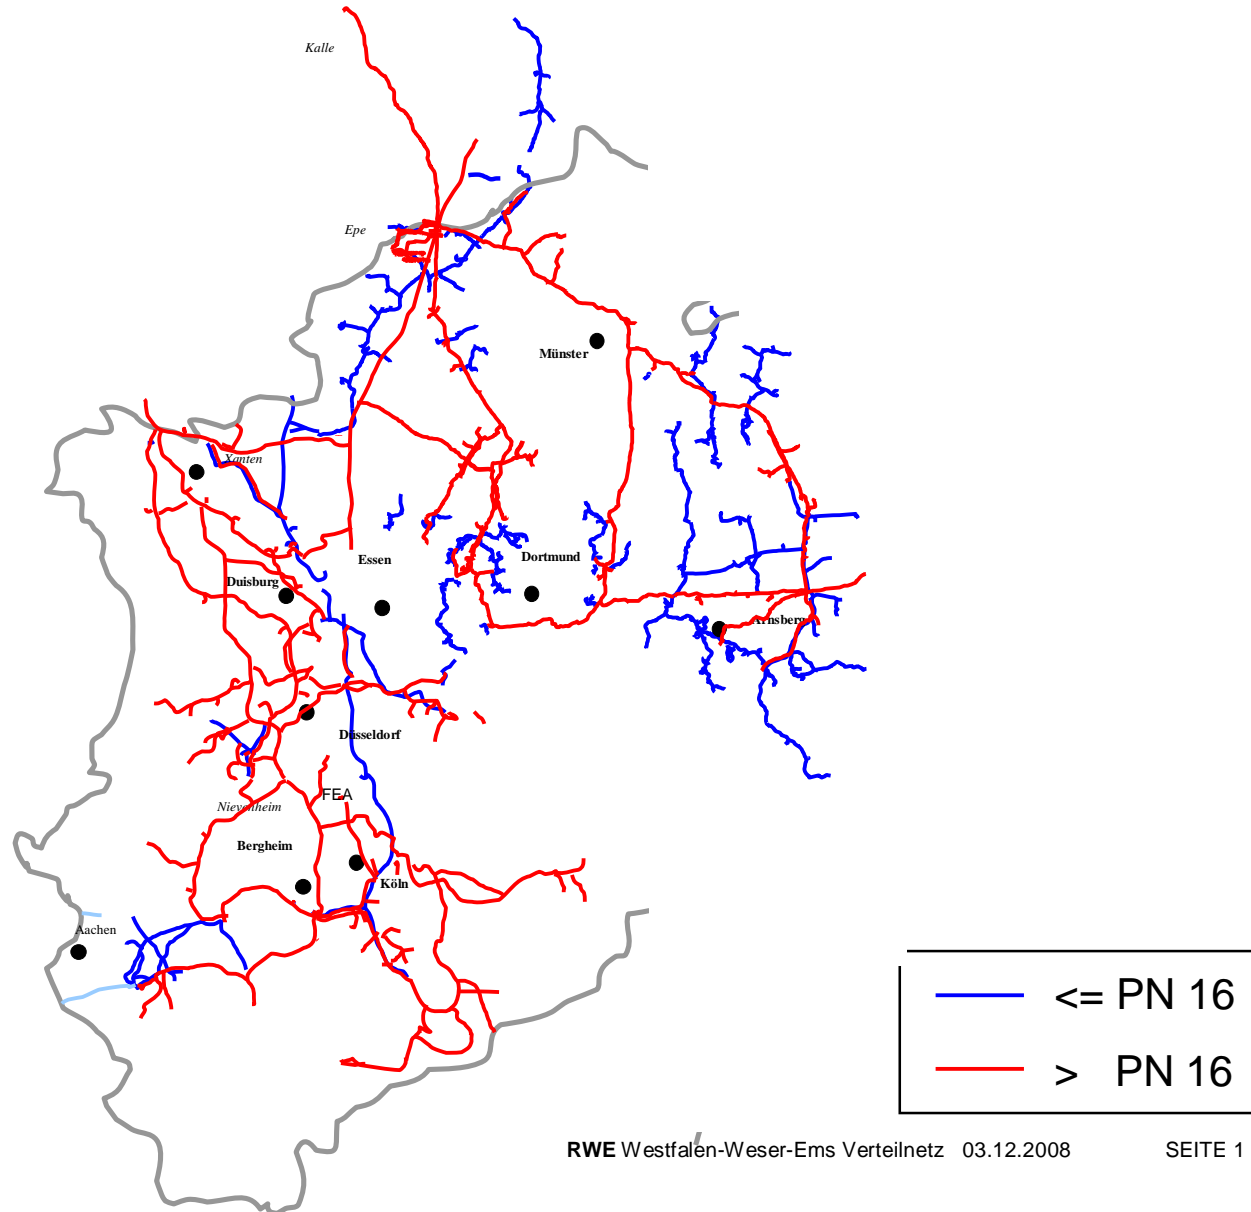 Kalle
Epe
Münster
Xanten
Essen
Dortmund
Duisburg
Arnsberg
Düsseldorf
Nievenheim
FEA
Bergheim
Köln
Aachen
<= PN 16
> PN 16
RWE Westfalen-Weser-Ems Verteilnetz 03.12.2008 SEITE 1